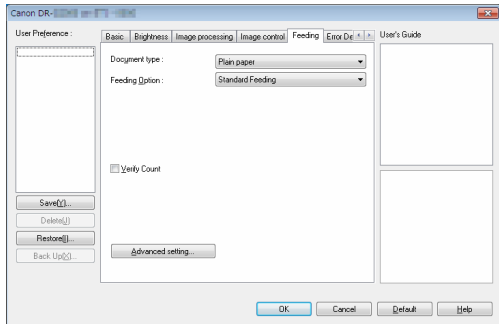 Canon DR-
User Preference :
Save(Y)...
Delete(J)
Restore(I)...
Back Up(X)...
Basic Brightness Image processing Image control Feeding Error De
Document type :
Plain paper
Feeding Option :
Standard Feeding
Verify Count
Advanced setting...
User's Guide
OK Cancel Default Help